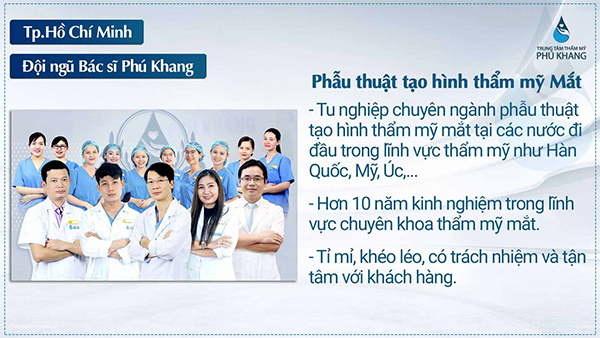 Tp.Hồ Chí Minh
Đội ngũ Bác sĩ Phú Khang
TRUNG TÂM THẨM MỸ
PHÚ KHANG
Phẫu thuật tạo hình thẩm mỹ Mắt
- Tu nghiệp chuyên ngành phẫu thuật
tạo hình thẩm mỹ mắt tại các nước đi
đầu trong lĩnh vực thẩm mỹ như Hàn
Quốc, Mỹ, Úc,...
- Hơn 10 năm kinh nghiệm trong lĩnh
vực chuyên khoa thẩm mỹ mắt.
- Tỉ mỉ, khéo léo, có trách nhiệm và tận
tâm với khách hàng.